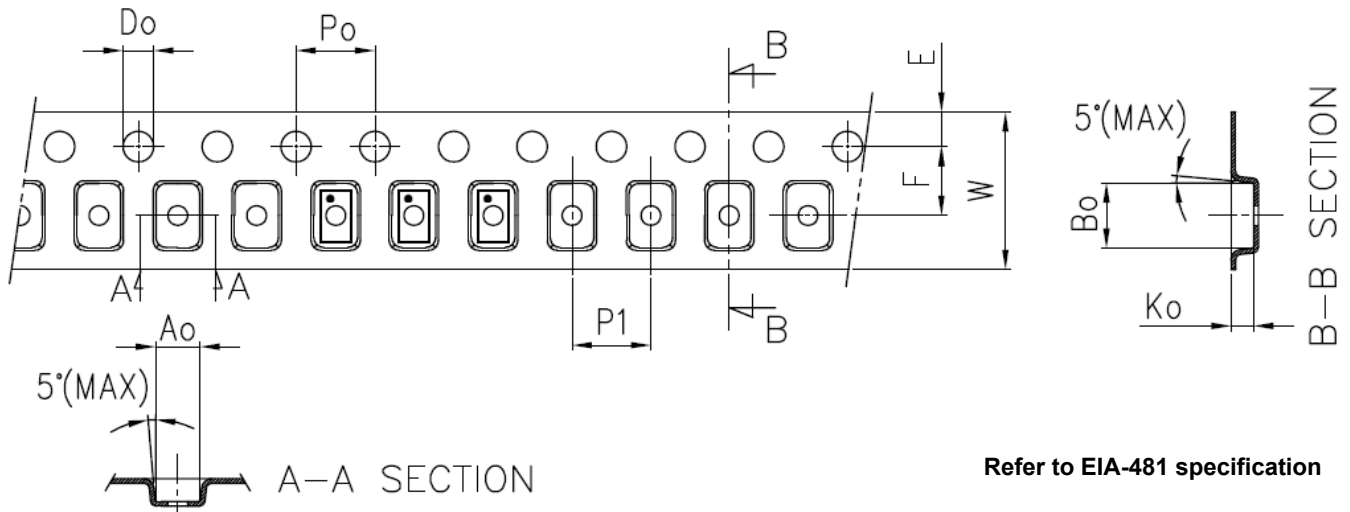 Do
Po
B
E
5°(MAX)
F
W
Bo
B-B SECTION
A
A
Ko
P1
B
Ao
5°(MAX)
A-A SECTION
Refer to EIA-481 specification